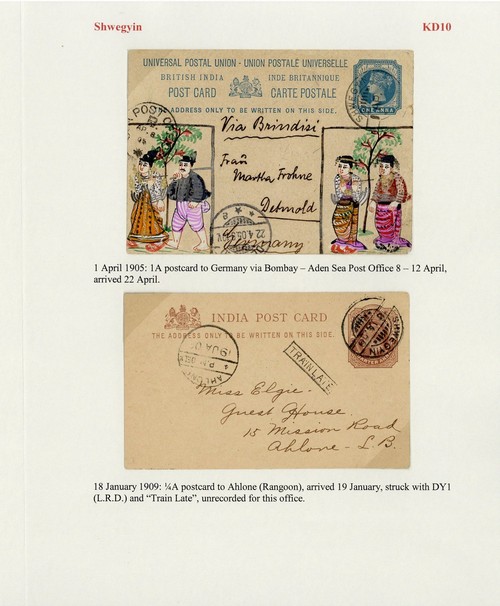 Shwegyin KD10
UNIVERSAL POSTAL UNION - UNION POSTALE UNIVERSELLE
BRITISH INDIA INDE BRITANNIQUE
POST CARD CARTE POSTALE
ADDRESS ONLY TO BE WRITTEN ON THIS SIDE.
ONE ANNA
Via Brindisi
Frau
Martha Frohne
Detmold
Germany
1 April 1905: 1A postcard to Germany via Bombay – Aden Sea Post Office 8 – 12 April,
arrived 22 April.
INDIA POST CARD
THE ADDRESS ONLY TO BE WRITTEN ON THIS SIDE.
SHWEGYIN
TRAIN LATE
Miss Elgie.
Guest House.
15 Mission Road
Ahlone - L.B.
18 January 1909: ¼A postcard to Ahlone (Rangoon), arrived 19 January, struck with DY1
(L.R.D.) and “Train Late”, unrecorded for this office.